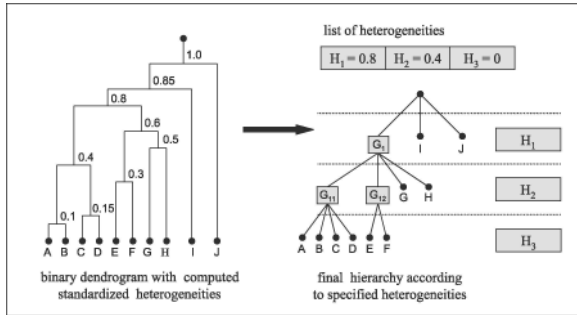 list of heterogeneities
H₁ = 0.8 H₂ = 0.4 H₃ = 0
1.0
0.85
0.8
0.6
0.5
0.4
0.3
0.15
0.1
A B C D E F G H I J
binary dendrogram with computed
standardized heterogeneities
G₁ I J H₁
G₁₁ G₁₂ G H H₂
A B C D E F H₃
final hierarchy according
to specified heterogeneities